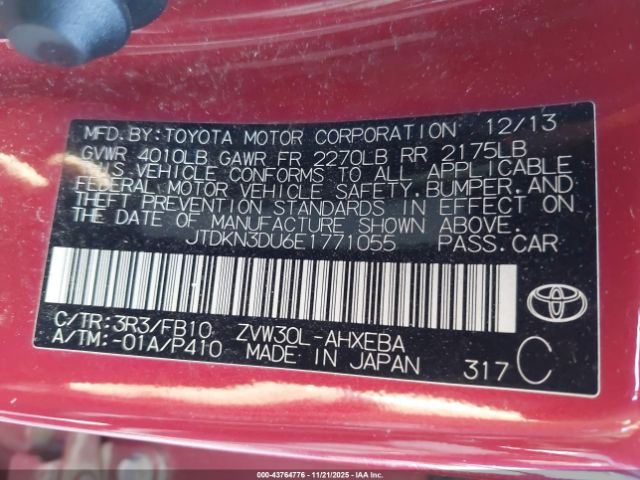 MFD.BY:TOYOTA MOTOR CORPORATION 12/13
GVWR 4010LB GAWR FR 2270LB RR 2175LB
THIS VEHICLE CONFORMS TO ALL APPLICABLE
FEDERAL MOTOR VEHICLE SAFETY,BUMPER,AND
THEFT PREVENTION STANDARDS IN EFFECT ON
THE DATE OF MANUFACTURE SHOWN ABOVE.
JTDKN3DU6E1771055 PASS.CAR
C/TR:3R3/FB10 ZVW30L-AHXEBA
A/TM:-01A/P410 MADE IN JAPAN 317 C
TOYOTA
000-43764776 - 11/21/2025 - IAA, Inc.